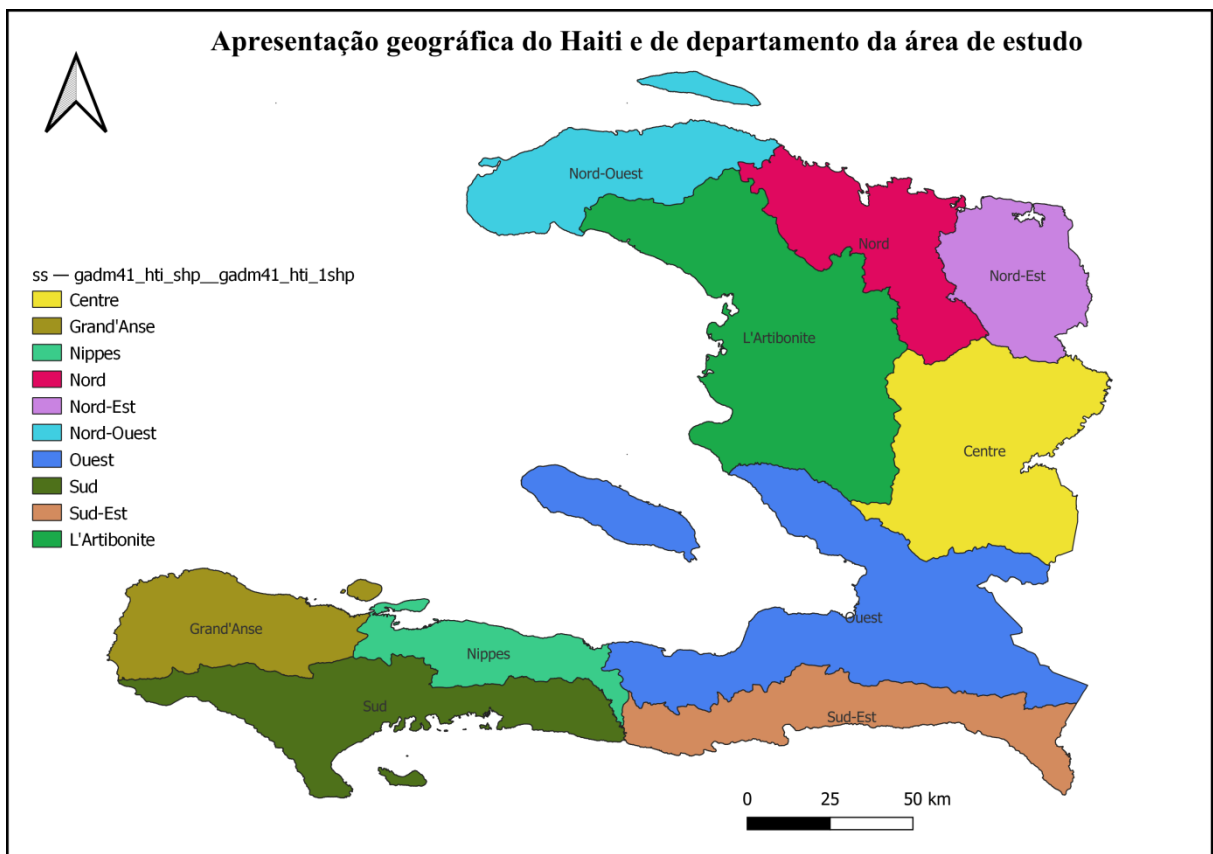 Apresentação geográfica do Haiti e de departamento da área de estudo
Nord-Ouest
Nord
Nord-Est
L'Artibonite
Centre
Ouest
Grand'Anse
Nippes
Sud
Sud-Est
ss — gadm41_hti_shp__gadm41_hti_1shp
Centre
Grand'Anse
Nippes
Nord
Nord-Est
Nord-Ouest
Ouest
Sud
Sud-Est
L'Artibonite
0 25 50 km